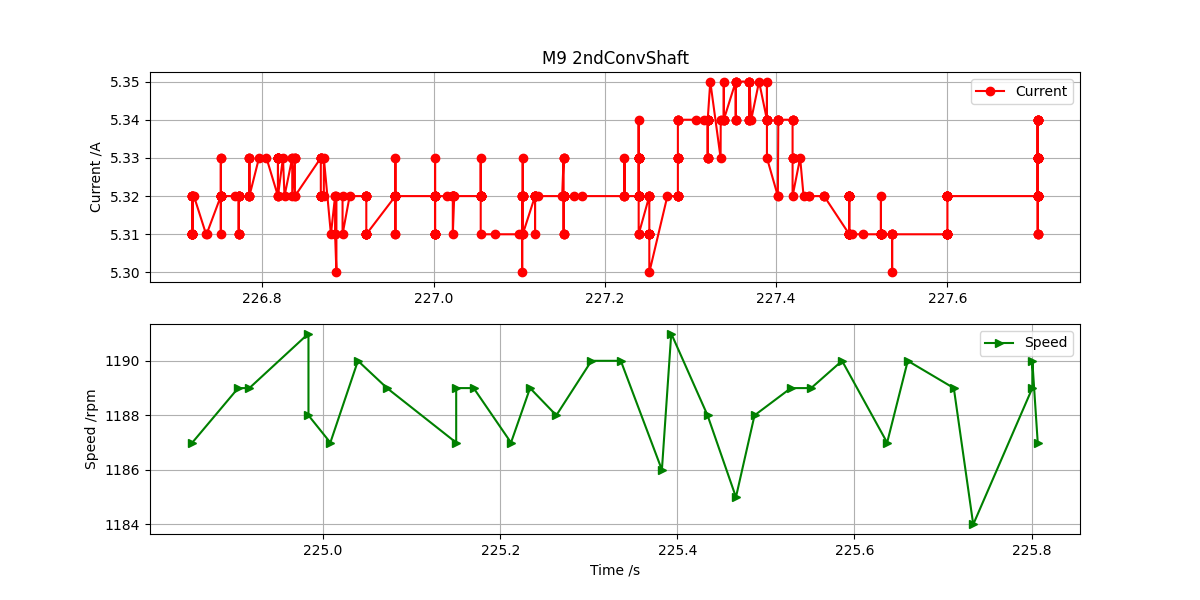 M9 2ndConvShaft
5.35
5.34
5.33
5.32
5.31
5.30
Current /A
Current
226.8 227.0 227.2 227.4 227.6
1190
1188
1186
1184
Speed /rpm
Speed
225.0 225.2 225.4 225.6 225.8
Time /s